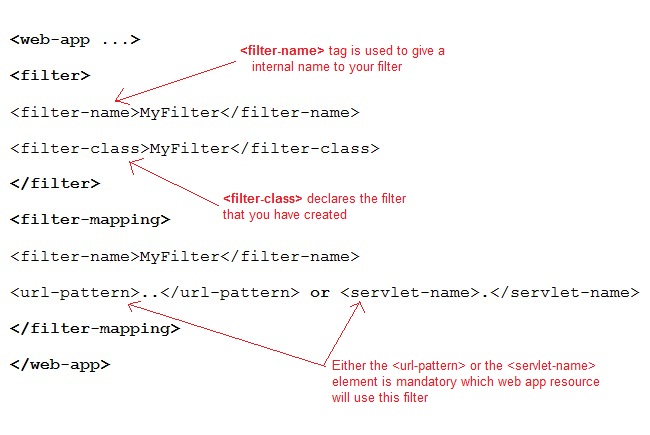 <web-app ...>
<filter-name> tag is used to give a
internal name to your filter
<filter>
<filter-name>MyFilter</filter-name>
<filter-class>MyFilter</filter-class>
</filter>
<filter-class> declares the filter
that you have created
<filter-mapping>
<filter-name>MyFilter</filter-name>
<url-pattern>..</url-pattern> or <servlet-name>.</servlet-name>
</filter-mapping>
</web-app>
Either the <url-pattern> or the <servlet-name>
element is mandatory which web app resource
will use this filter